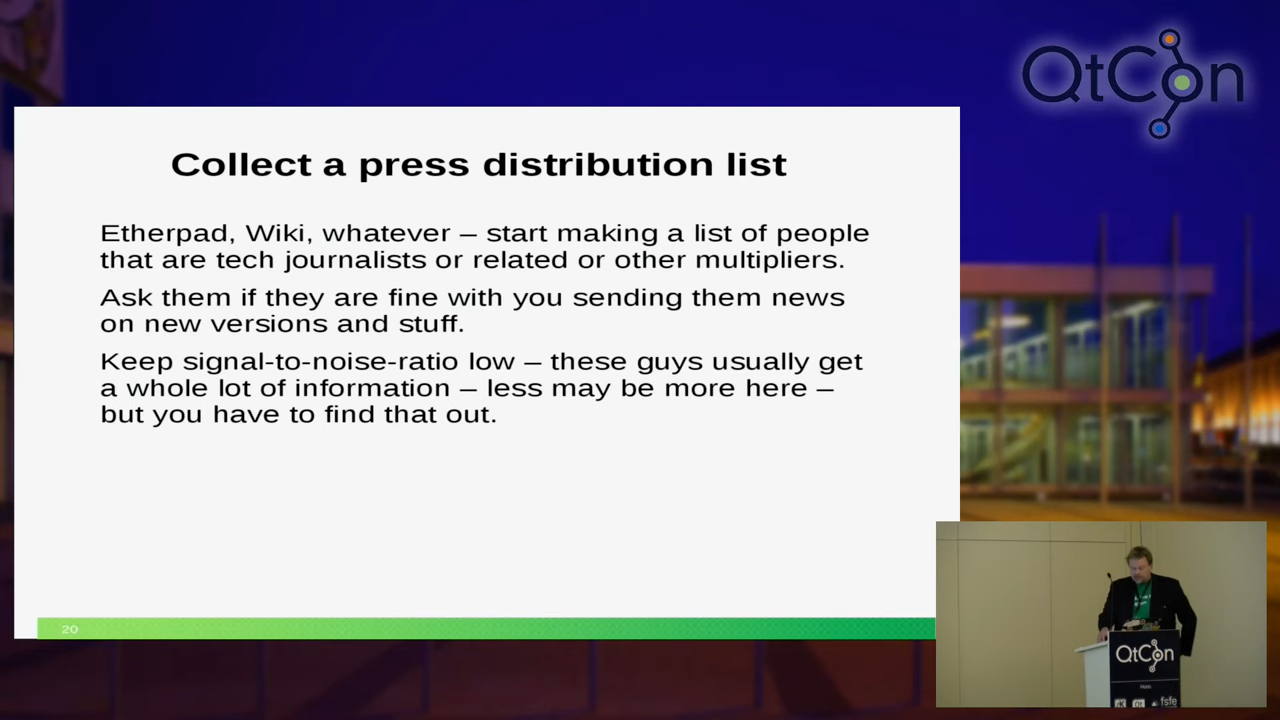 QtCon
Collect a press distribution list
Etherpad, Wiki, whatever – start making a list of people
that are tech journalists or related or other multipliers.
Ask them if they are fine with you sending them news
on new versions and stuff.
Keep signal-to-noise-ratio low – these guys usually get
a whole lot of information – less may be more here –
but you have to find that out.
20
QtCon
fsfe